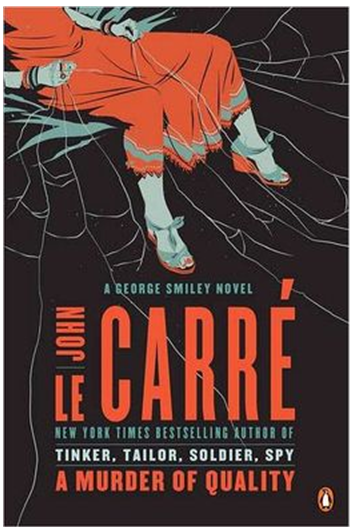 A GEORGE SMILEY NOVEL
JOHN
LE CARRÉ
NEW YORK TIMES BESTSELLING AUTHOR OF
TINKER, TAILOR, SOLDIER, SPY
A MURDER OF QUALITY